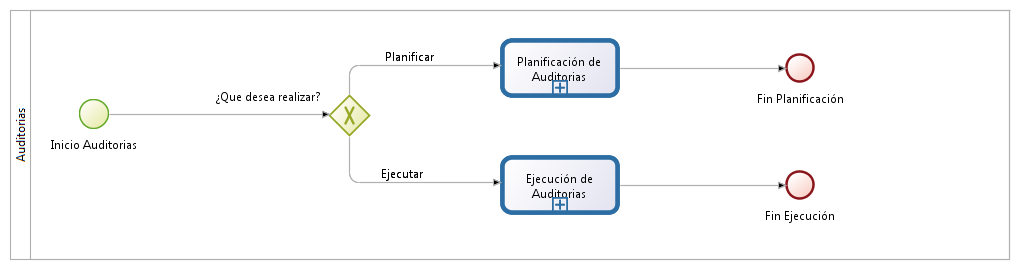 Auditorias
Inicio Auditorias
¿Que desea realizar?
Planificar
Planificación de
Auditorias
Fin Planificación
Ejecutar
Ejecución de
Auditorias
Fin Ejecución